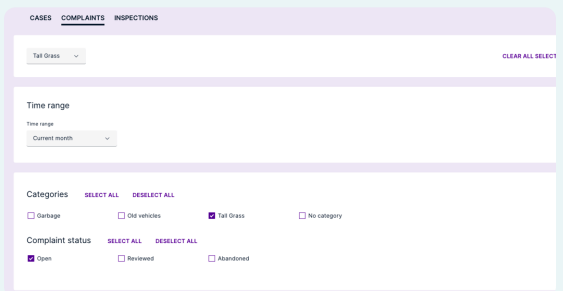 CASES COMPLAINTS INSPECTIONS
Tall Grass
CLEAR ALL SELECT
Time range
Time range
Current month
Categories SELECT ALL DESELECT ALL
Garbage Old vehicles Tall Grass No category
Complaint status SELECT ALL DESELECT ALL
Open Reviewed Abandoned